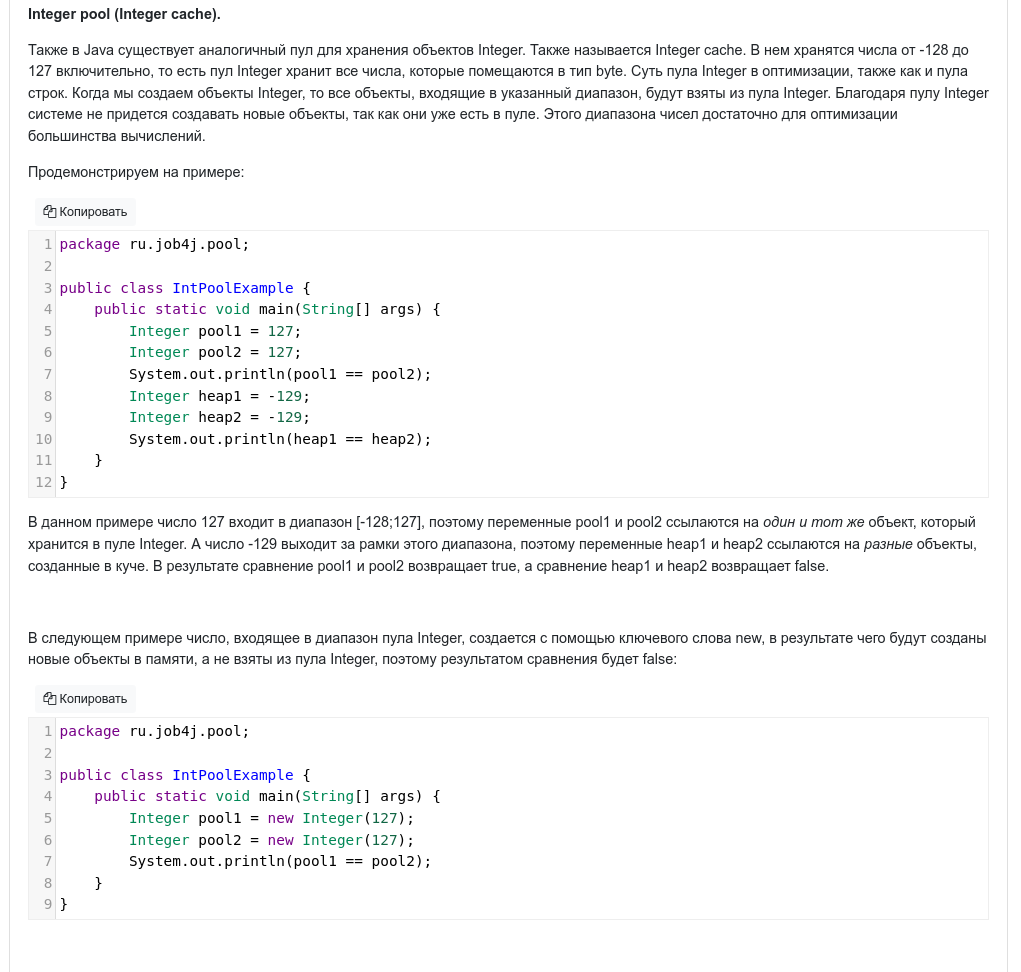 Integer pool (Integer cache).
Также в Java существует аналогичный пул для хранения объектов Integer. Также называется Integer cache. В нем хранятся числа от -128 до
127 включительно, то есть пул Integer хранит все числа, которые помещаются в тип byte. Суть пула Integer в оптимизации, также как и пула
строк. Когда мы создаем объекты Integer, то все объекты, входящие в указанный диапазон, будут взяты из пула Integer. Благодаря пулу Integer
системе не придется создавать новые объекты, так как они уже есть в пуле. Этого диапазона чисел достаточно для оптимизации
большинства вычислений.
Продемонстрируем на примере:
Копировать
1 package ru.job4j.pool;
2
3 public class IntPoolExample {
4     public static void main(String[] args) {
5         Integer pool1 = 127;
6         Integer pool2 = 127;
7         System.out.println(pool1 == pool2);
8         Integer heap1 = -129;
9         Integer heap2 = -129;
10         System.out.println(heap1 == heap2);
11     }
12 }
В данном примере число 127 входит в диапазон [-128;127], поэтому переменные pool1 и pool2 ссылаются на один и тот же объект, который
хранится в пуле Integer. А число -129 выходит за рамки этого диапазона, поэтому переменные heap1 и heap2 ссылаются на разные объекты,
созданные в куче. В результате сравнение pool1 и pool2 возвращает true, а сравнение heap1 и heap2 возвращает false.
В следующем примере число, входящее в диапазон пула Integer, создается с помощью ключевого слова new, в результате чего будут созданы
новые объекты в памяти, а не взяты из пула Integer, поэтому результатом сравнения будет false:
Копировать
1 package ru.job4j.pool;
2
3 public class IntPoolExample {
4     public static void main(String[] args) {
5         Integer pool1 = new Integer(127);
6         Integer pool2 = new Integer(127);
7         System.out.println(pool1 == pool2);
8     }
9 }